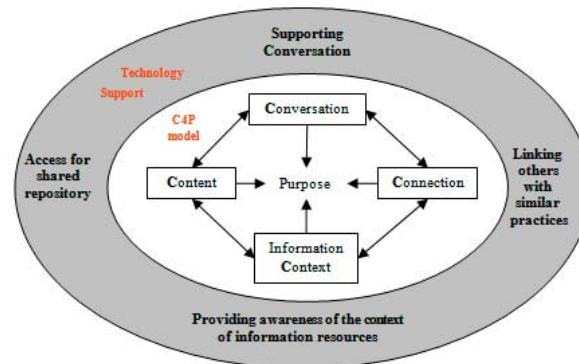 Supporting
Conversation
Technology
Support
C4P
model
Conversation
Access for
shared
repository
Content
Purpose
Connection
Linking
others
with
similar
practices
Information
Context
Providing awareness of the context
of information resources